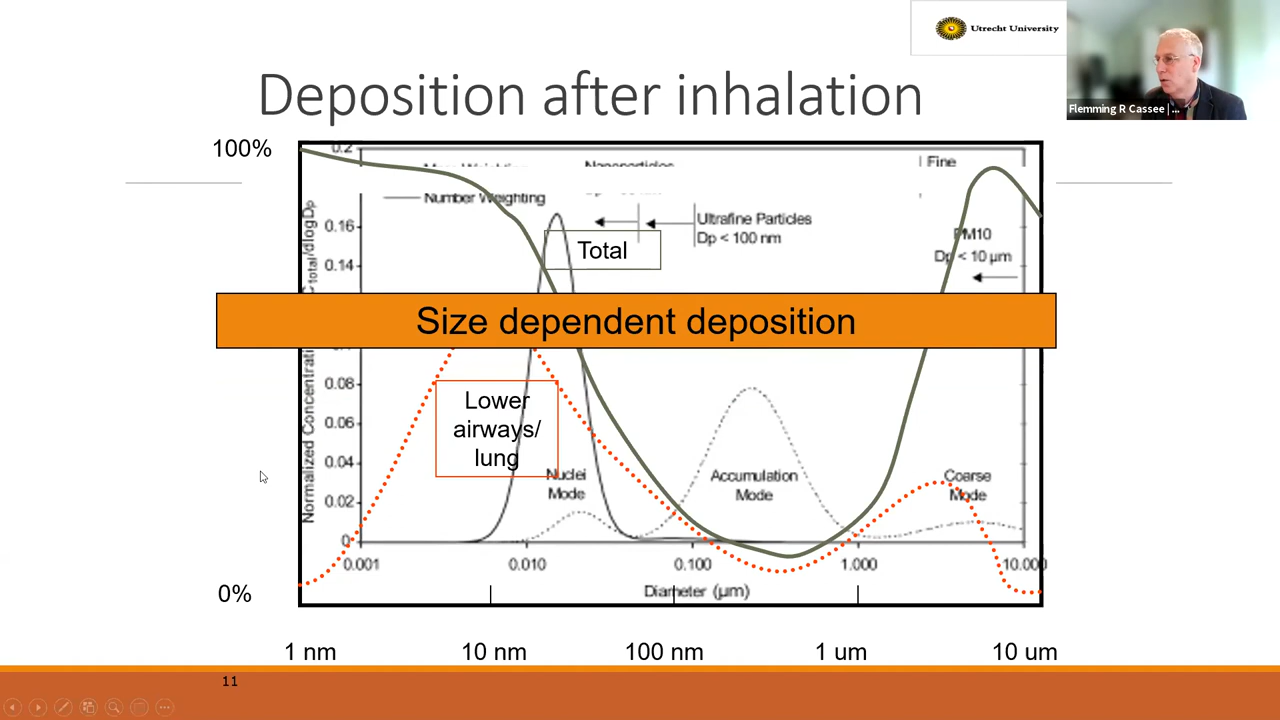 Utrecht University
Flemming R Cassee | ...
Deposition after inhalation
100%
0.2
Fine
Nanoparticles
Number Weighting
Ultrafine Particles
Dp < 100 nm
PM10
Dp < 10 µm
0.16
0.14
Total
Size dependent deposition
0.08
0.06
0.04
0.02
0
Lower
airways/
lung
Nuclei
Mode
Accumulation
Mode
Coarse
Mode
0.001
0.010
0.100
1.000
10.000
Diameter (µm)
0%
1 nm
10 nm
100 nm
1 um
10 um
11